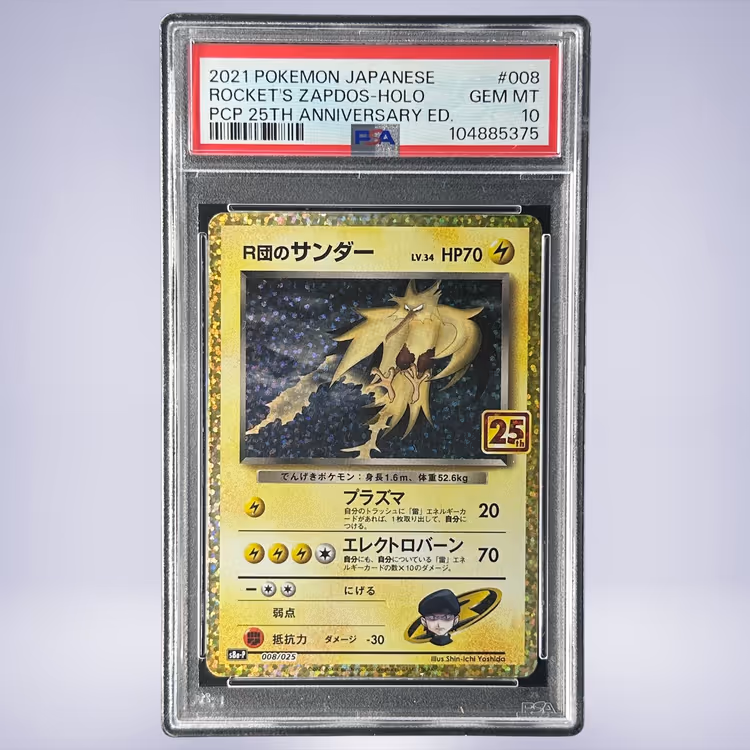 2021 POKEMON JAPANESE #008
ROCKET'S ZAPDOS-HOLO GEM MT
PCP 25TH ANNIVERSARY ED. 10
PSA 104885375
R団のサンダー LV.34 HP70
25th
でんげきポケモン：身長1.6m、体重52.6kg
プラズマ 20
自分のトラッシュに「雷」エネルギーカ
ードがあれば、1枚取り出して、自分に
つける。
エレクトロバーン 70
自分にも、自分についている「雷」エネ
ルギーカードの数×10のダメージ。
にげる
弱点
抵抗力 ダメージ -30
s8a-P 008/025
Illus Shin-ichi Yoshida
PSA